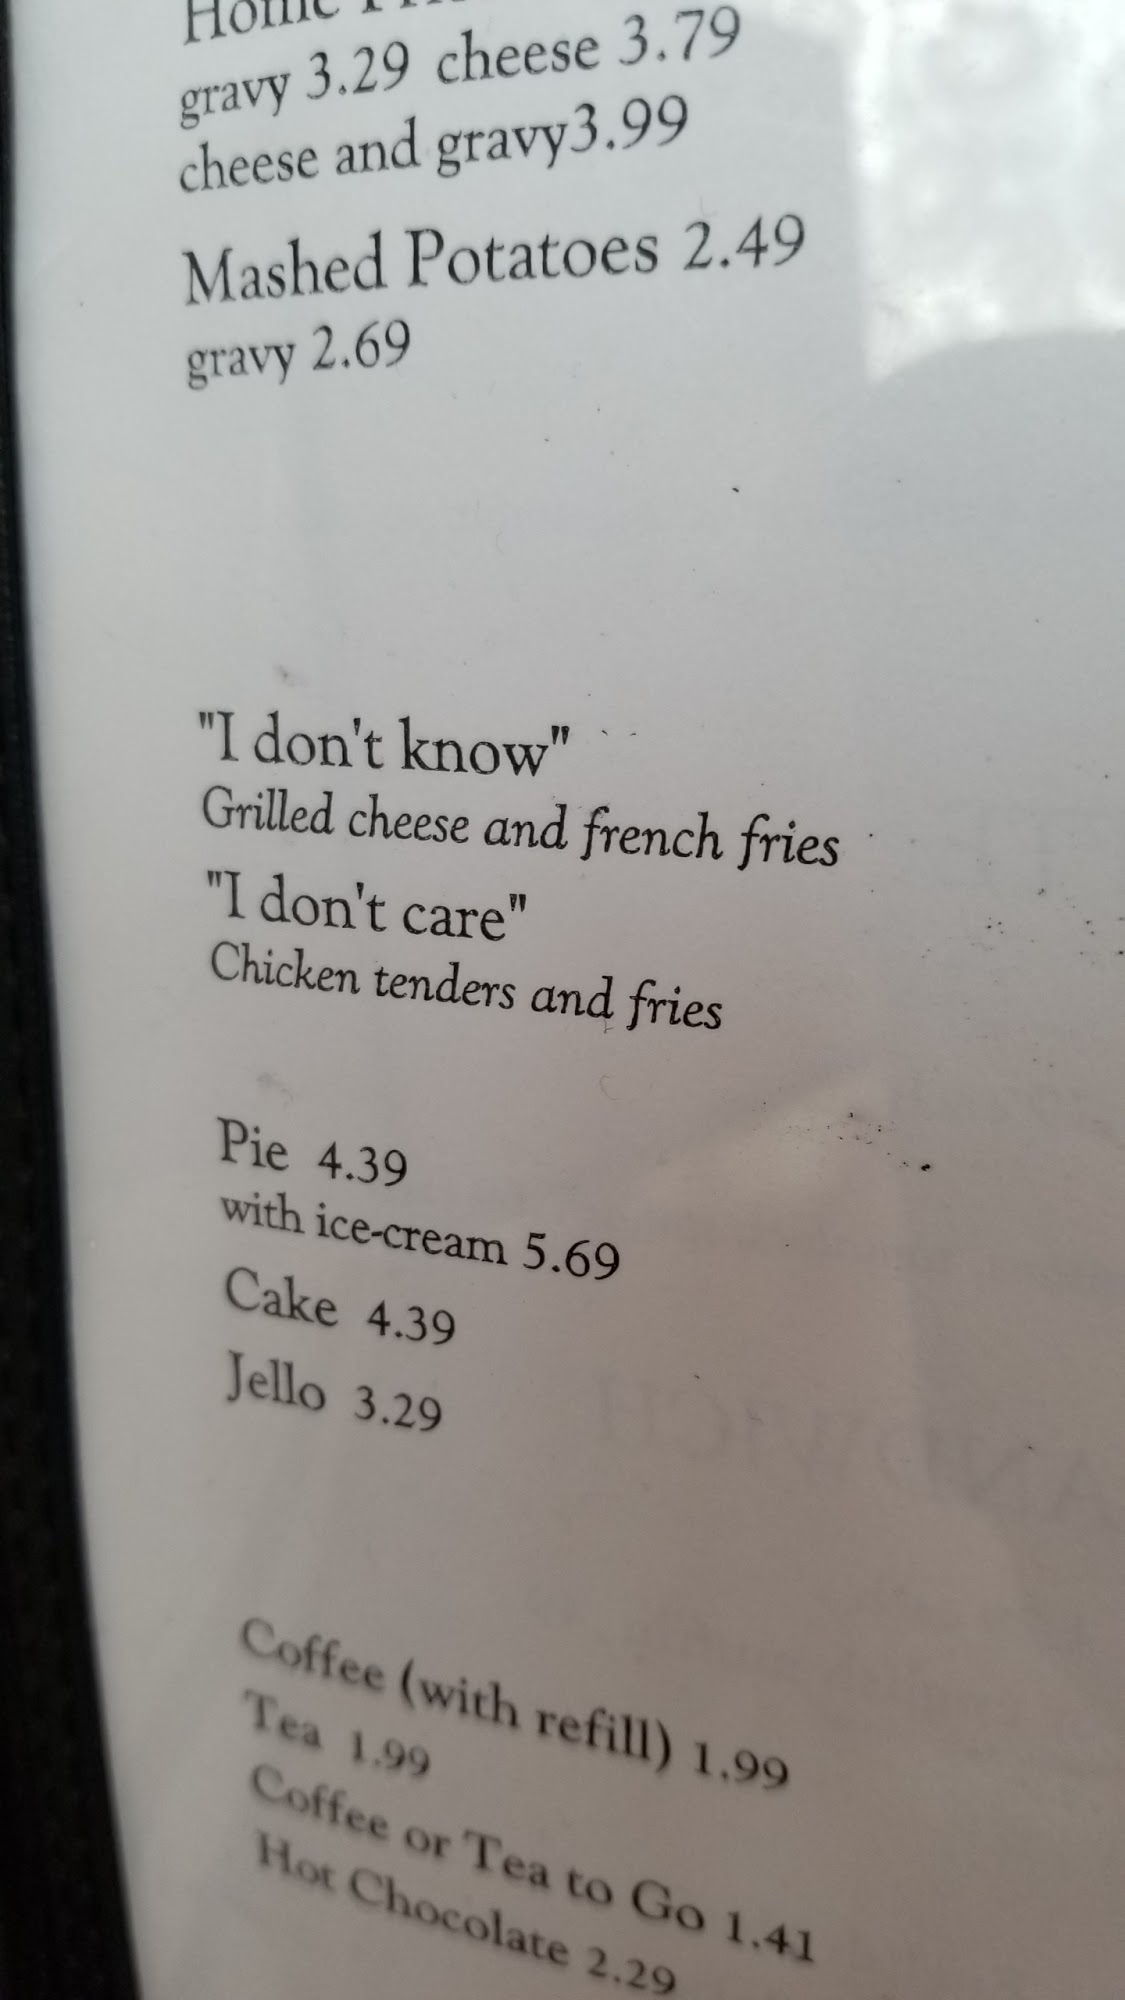 Home
gravy 3.29 cheese 3.79
cheese and gravy3.99
Mashed Potatoes 2.49
gravy 2.69
"I don't know"
Grilled cheese and french fries
"I don't care"
Chicken tenders and fries
Pie 4.39
with ice-cream 5.69
Cake 4.39
Jello 3.29
Coffee (with refill) 1.99
Tea 1.99
Coffee or Tea to Go 1.41
Hot Chocolate 2.29